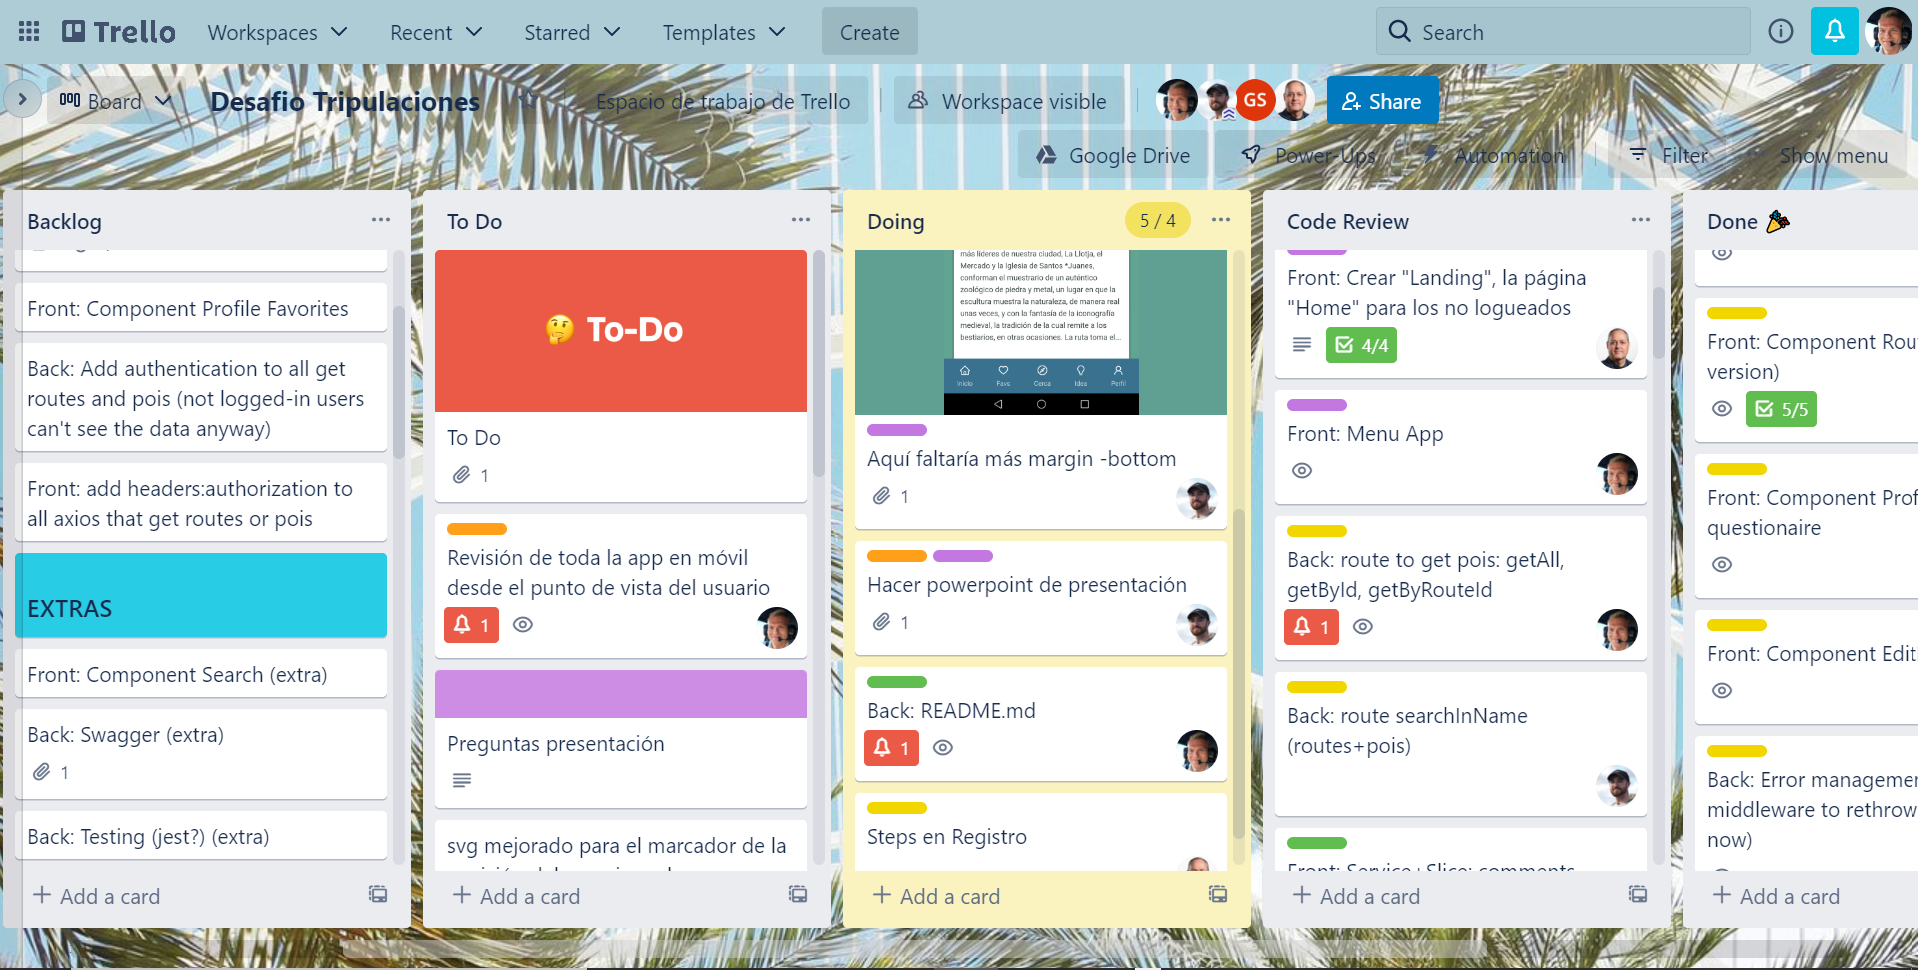 Trello
Workspaces
Recent
Starred
Templates
Create
Search
Board
Desafio Tripulaciones
Espacio de trabajo de Trello
Workspace visible
GS
Share
Google Drive
Power-Ups
Automation
Filter
Show menu
Backlog
Front: Component Profile Favorites
Back: Add authentication to all get
routes and pois (not logged-in users
can't see the data anyway)
Front: add headers:authorization to
all axios that get routes or pois
EXTRAS
Front: Component Search (extra)
Back: Swagger (extra)
1
Back: Testing (jest?) (extra)
+ Add a card
To Do
🤔 To-Do
To Do
1
Revisión de toda la app en móvil
desde el punto de vista del usuario
1
Preguntas presentación
svg mejorado para el marcador de la
+ Add a card
Doing
5 / 4
más líderes de nuestra ciudad, La Llotja, el
Mercado y la Iglesia de Santos *Juanes,
conforman el muestrario de un auténtico
zoológico de piedra y metal, un lugar en que la
escultura muestra la naturaleza, de manera real
unas veces, y con la fantasía de la iconografía
medieval, la tradición de la cual remite a los
bestiarios, en otras ocasiones. La ruta toma el...
Inicio
Favs
Cerca
Idea
Perfil
Aquí faltaría más margin -bottom
1
Hacer powerpoint de presentación
1
Back: README.md
1
Steps en Registro
+ Add a card
Code Review
Front: Crear "Landing", la página
"Home" para los no logueados
4/4
Front: Menu App
Back: route to get pois: getAll,
getById, getByRouteId
1
Back: route searchInName
(routes+pois)
Front: Service+Slice: comments
+ Add a card
Done 🎉
Front: Component Rou
version)
5/5
Front: Component Prof
questionaire
Front: Component Edit
Back: Error managemen
middleware to rethrow
now)
+ Add a card